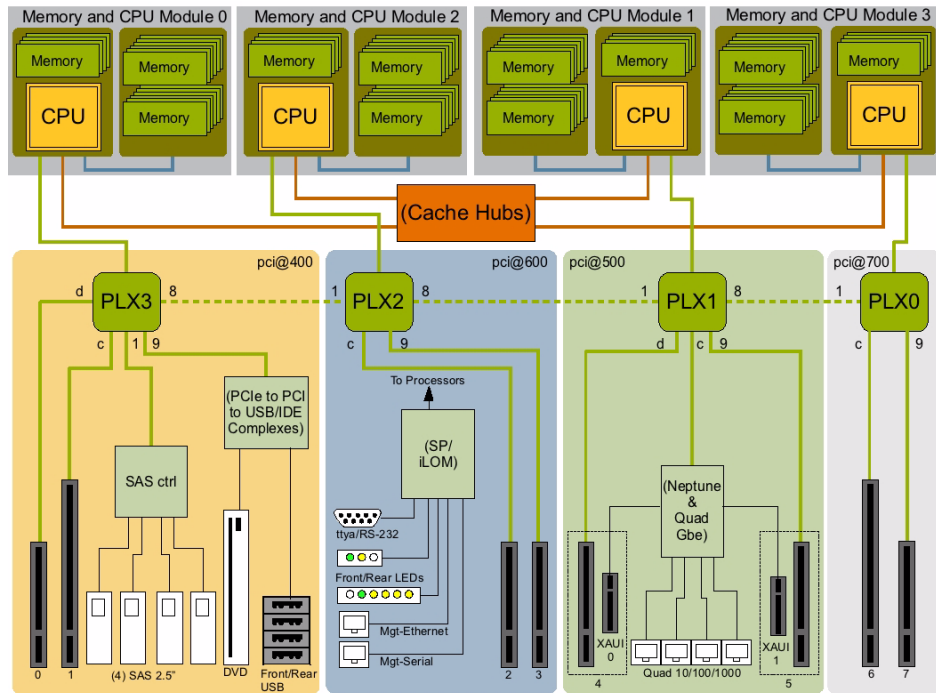 Memory and CPU Module 0
Memory and CPU Module 2
Memory and CPU Module 1
Memory and CPU Module 3
Memory
Memory
Memory
CPU
Memory
Memory
Memory
CPU
Memory
Memory
Memory
CPU
Memory
Memory
Memory
CPU
(Cache Hubs)
pci@400
pci@600
pci@500
pci@700
d
PLX3
8
1
PLX2
8
1
PLX1
8
1
PLX0
c
1
9
c
9
d
c
9
c
9
(PCIe to PCI
to USB/IDE
Complexes)
To Processors
(SP/
iLOM)
SAS ctrl
(Neptune
&
Quad
Gbe)
ttya/RS-232
Front/Rear LEDs
Mgt-Ethernet
Mgt-Serial
XAUI
0
XAUI
1
0
1
(4) SAS 2.5"
DVD
Front/Rear
USB
2
3
4
Quad 10/100/1000
5
6
7